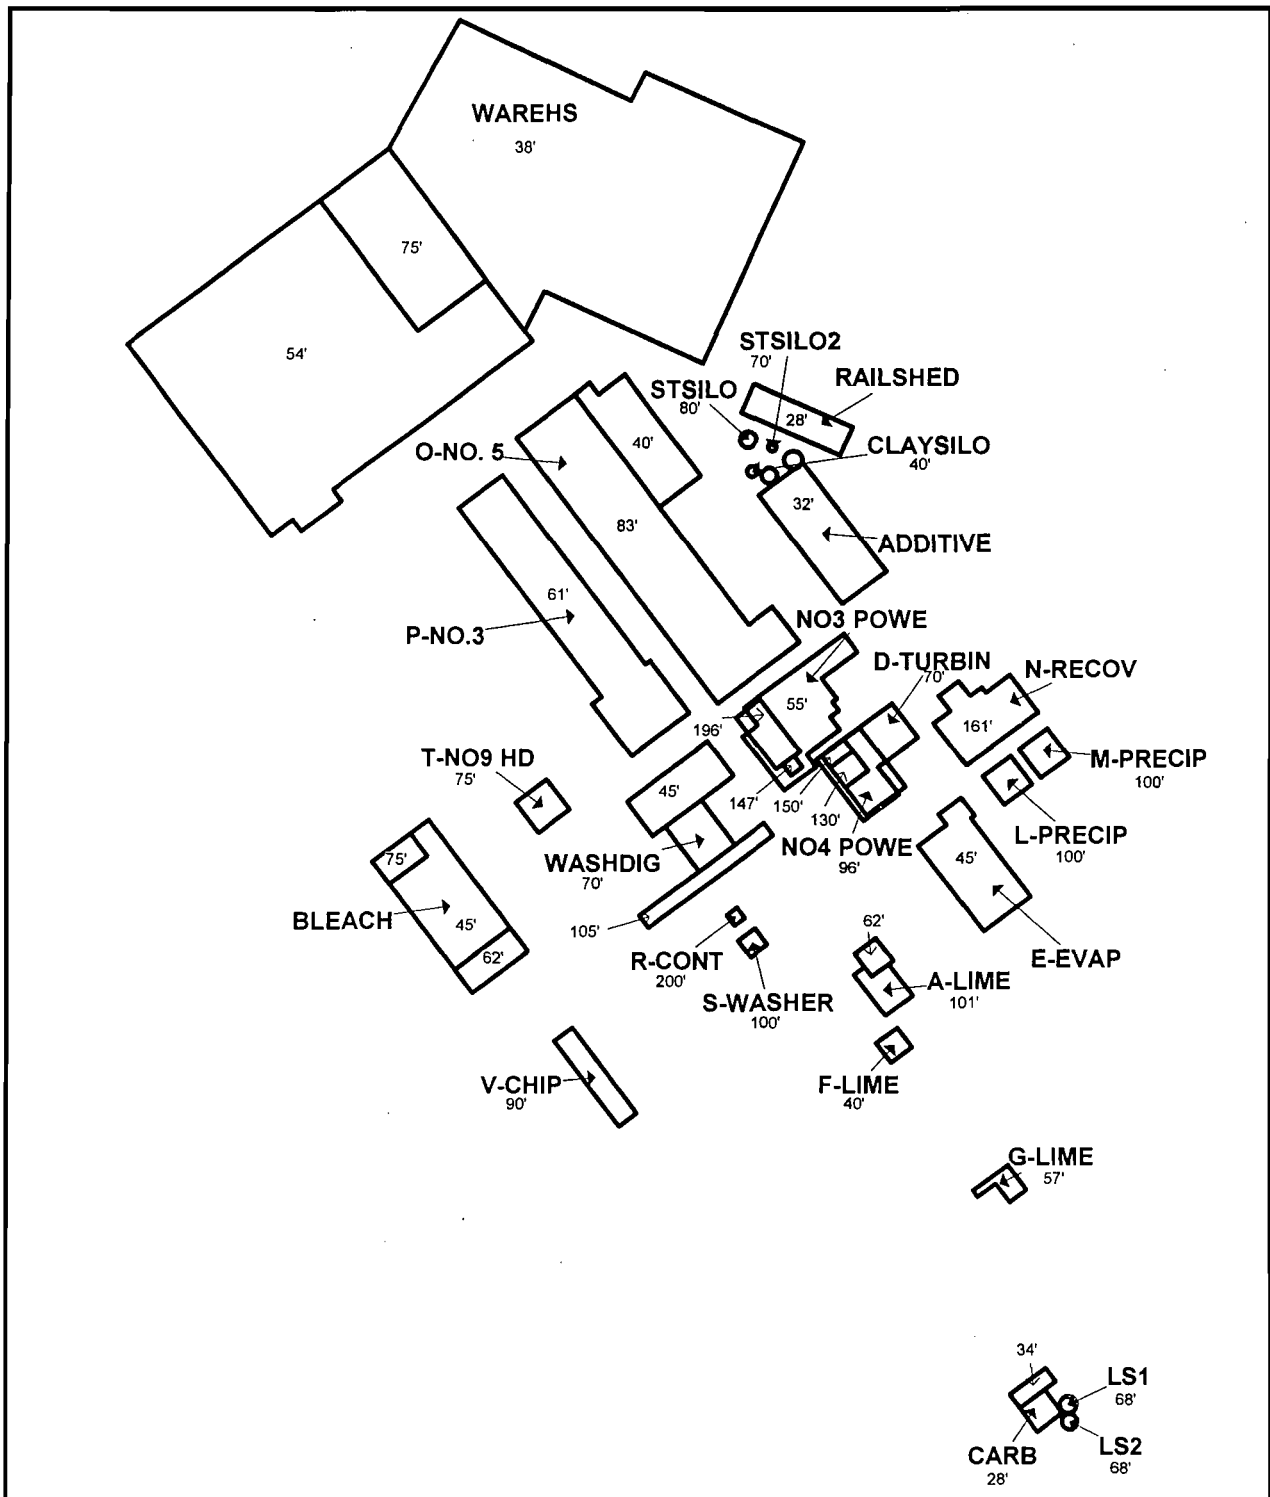 WAREHS
38'
75'
54'
STSILO2
70'
STSILO
80'
RAILSHED
28'
O-NO. 5
40'
CLAYSILO
40'
32'
83'
ADDITIVE
61'
P-NO.3
NO3 POWE
D-TURBIN
70'
N-RECOV
55'
196'
161'
T-NO9 HD
75'
M-PRECIP
100'
45'
147'
150'
130'
L-PRECIP
100'
NO4 POWE
96'
WASHDIG
70'
45'
75'
BLEACH
45'
105'
62'
62'
R-CONT
200'
E-EVAP
S-WASHER
100'
A-LIME
101'
V-CHIP
90'
F-LIME
40'
G-LIME
57'
34'
LS1
68'
CARB
28'
LS2
68'